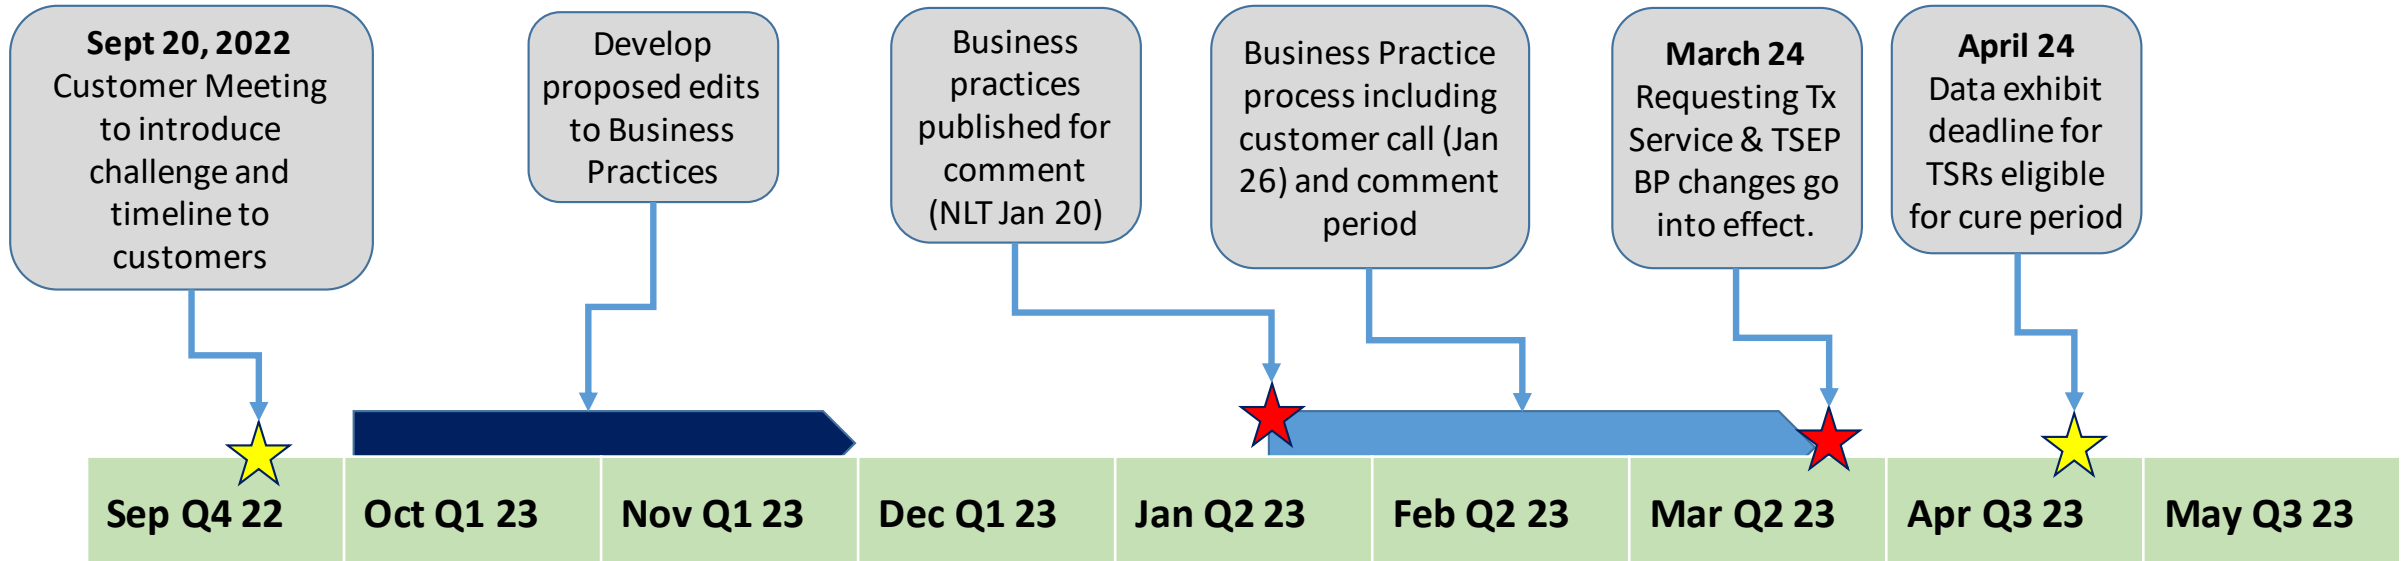 Sept 20, 2022
Customer Meeting
to introduce
challenge and
timeline to
customers
Develop
proposed edits
to Business
Practices
Business
practices
published for
comment
(NLT Jan 20)
Business Practice
process including
customer call (Jan
26) and comment
period
March 24
Requesting Tx
Service & TSEP
BP changes go
into effect.
April 24
Data exhibit
deadline for
TSRs eligible
for cure period
Sep Q4 22
Oct Q1 23
Nov Q1 23
Dec Q1 23
Jan Q2 23
Feb Q2 23
Mar Q2 23
Apr Q3 23
May Q3 23